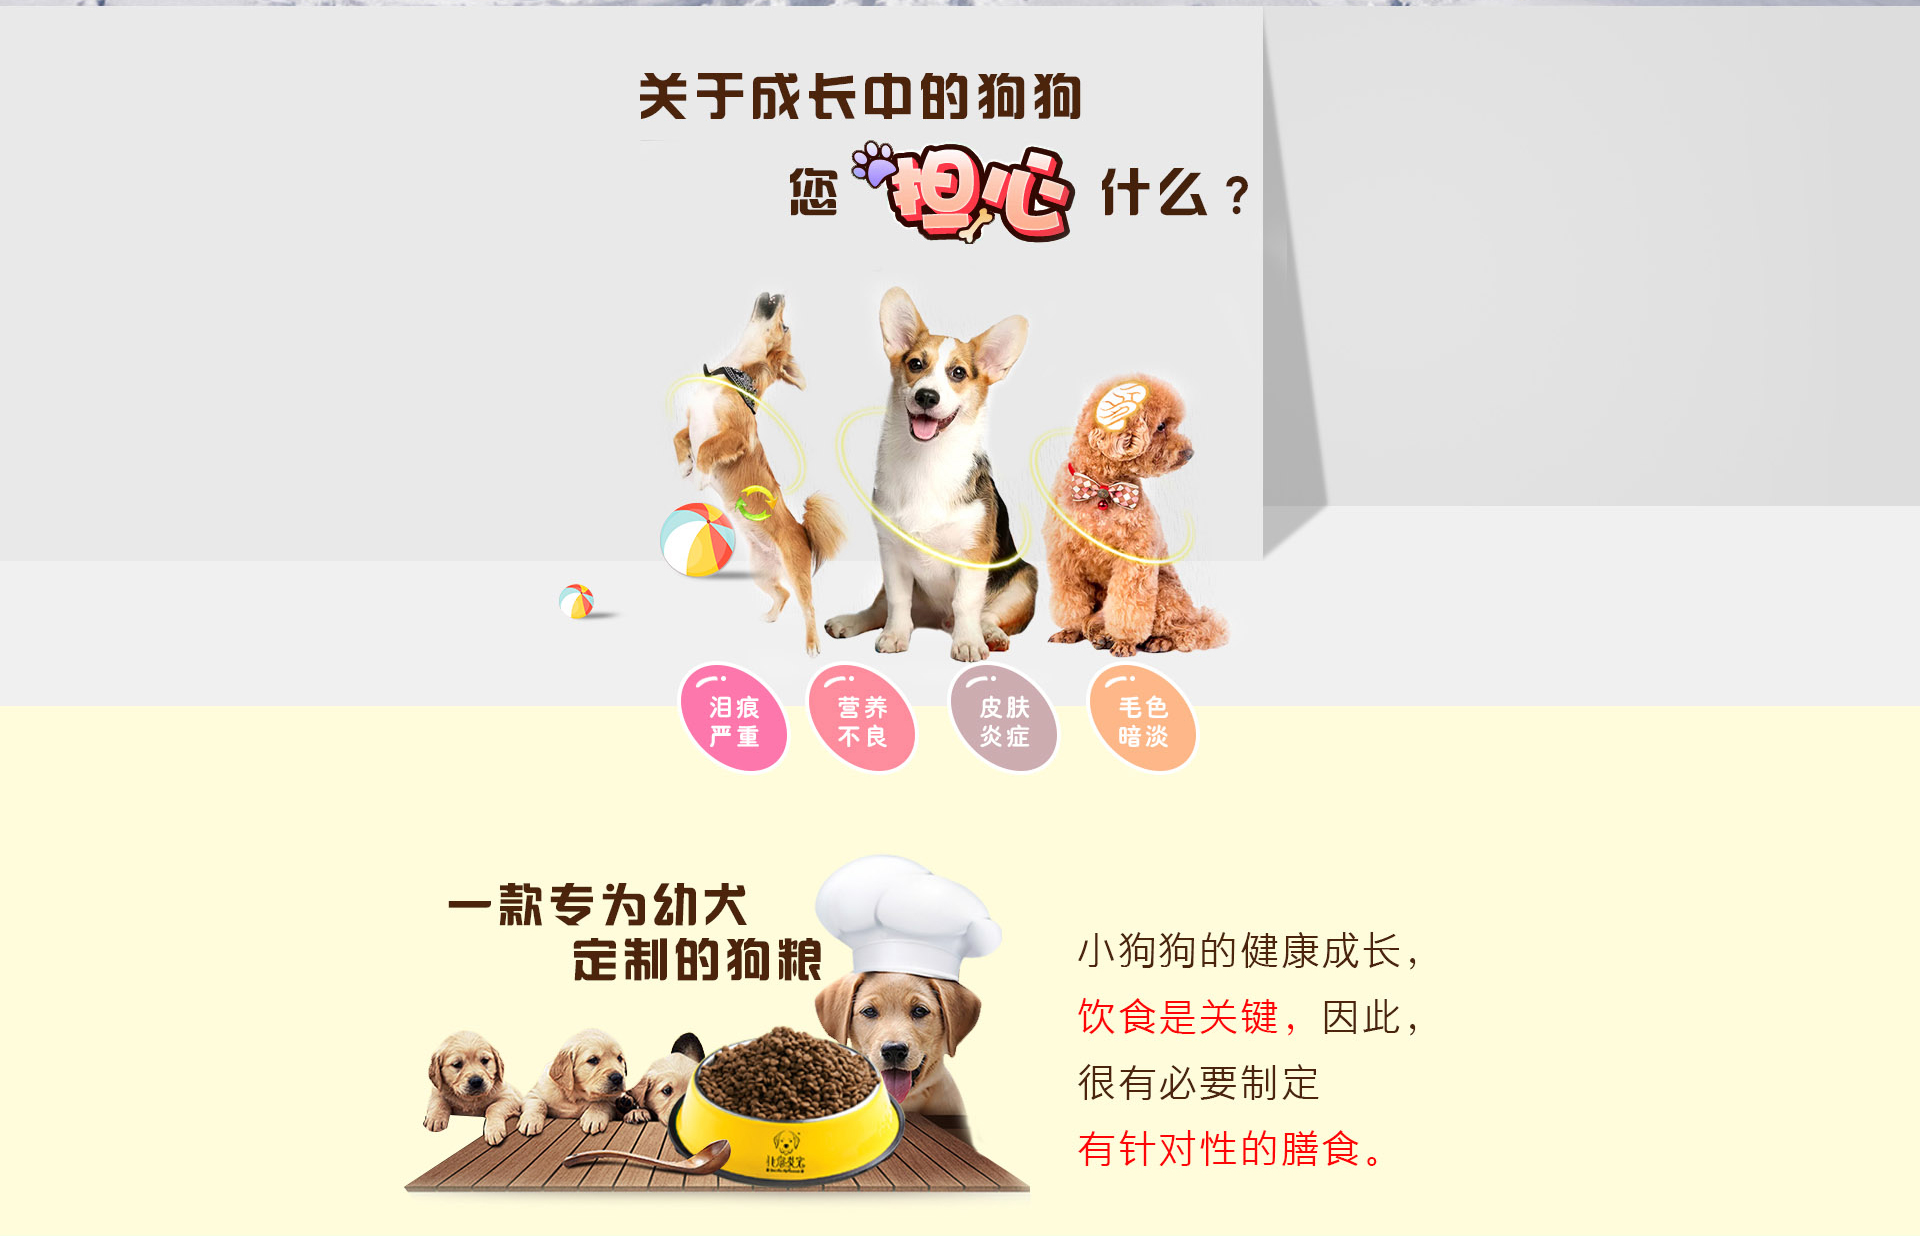 关于成长中的狗狗
您担心什么？
泪痕
严重
营养
不良
皮肤
炎症
毛色
暗淡
一款专为幼犬
定制的狗粮
小狗狗的健康成长，
饮食是关键，因此，
很有必要制定
有针对性的膳食。